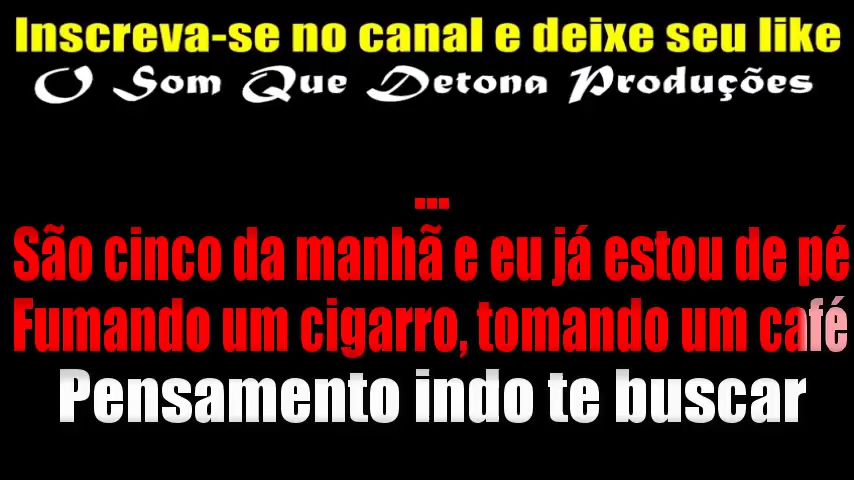 Inscreva-se no canal e deixe seu like
O Som Que Detona Produções
...
São cinco da manhã e eu já estou de pé
Fumando um cigarro, tomando um café
Pensamento indo te buscar